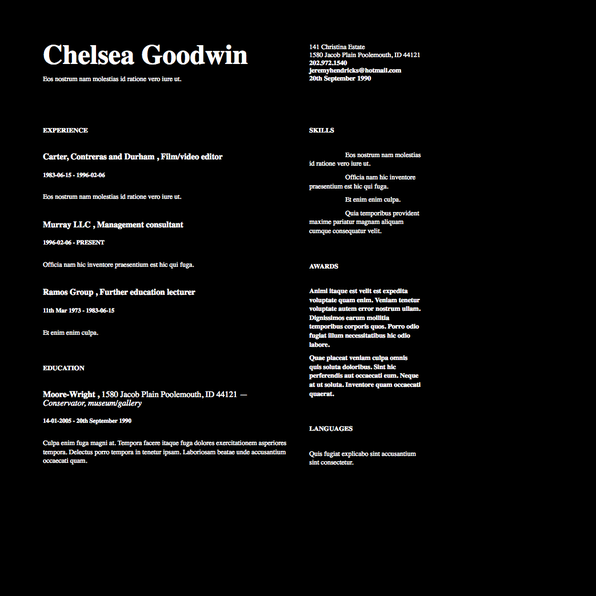 Chelsea Goodwin
Eos nostrum nam molestias id ratione vero iure ut.
141 Christina Estate
1580 Jacob Plain Poolemouth, ID 44121
202.972.1540
jeremyhendricks@hotmail.com
20th September 1990
EXPERIENCE
Carter, Contreras and Durham , Film/video editor
1983-06-15 - 1996-02-06
Eos nostrum nam molestias id ratione vero iure ut.
Murray LLC , Management consultant
1996-02-06 - PRESENT
Officia nam hic inventore praesentium est hic qui fuga.
Ramos Group , Further education lecturer
11th Mar 1973 - 1983-06-15
Et enim enim culpa.
EDUCATION
Moore-Wright , 1580 Jacob Plain Poolemouth, ID 44121 —
Conservator, museum/gallery
14-01-2005 - 20th September 1990
Culpa enim fuga magni at. Tempora facere itaque fuga dolores exercitationem asperiores
tempora. Delectus porro tempora in tenetur ipsam. Laboriosam beatae unde accusantium
occaecati quam.
SKILLS
Eos nostrum nam molestias
id ratione vero iure ut.
Officia nam hic inventore
praesentium est hic qui fuga.
Et enim enim culpa.
Quia temporibus provident
maxime pariatur magnam aliquam
cumque consequatur velit.
AWARDS
Animi itaque est velit est expedita
voluptate quam enim. Veniam tenetur
voluptate autem error nostrum ullam.
Dignissimos earum mollitia
temporibus corporis quos. Porro odio
fugiat illum necessitatibus hic odio
labore.
Quae placeat veniam culpa omnis
quis soluta doloribus. Sint hic
perferendis aut occaecati eum. Neque
at ut soluta. Inventore quam occaecati
quaerat.
LANGUAGES
Quis fugiat explicabo sint accusantium
sint consectetur.